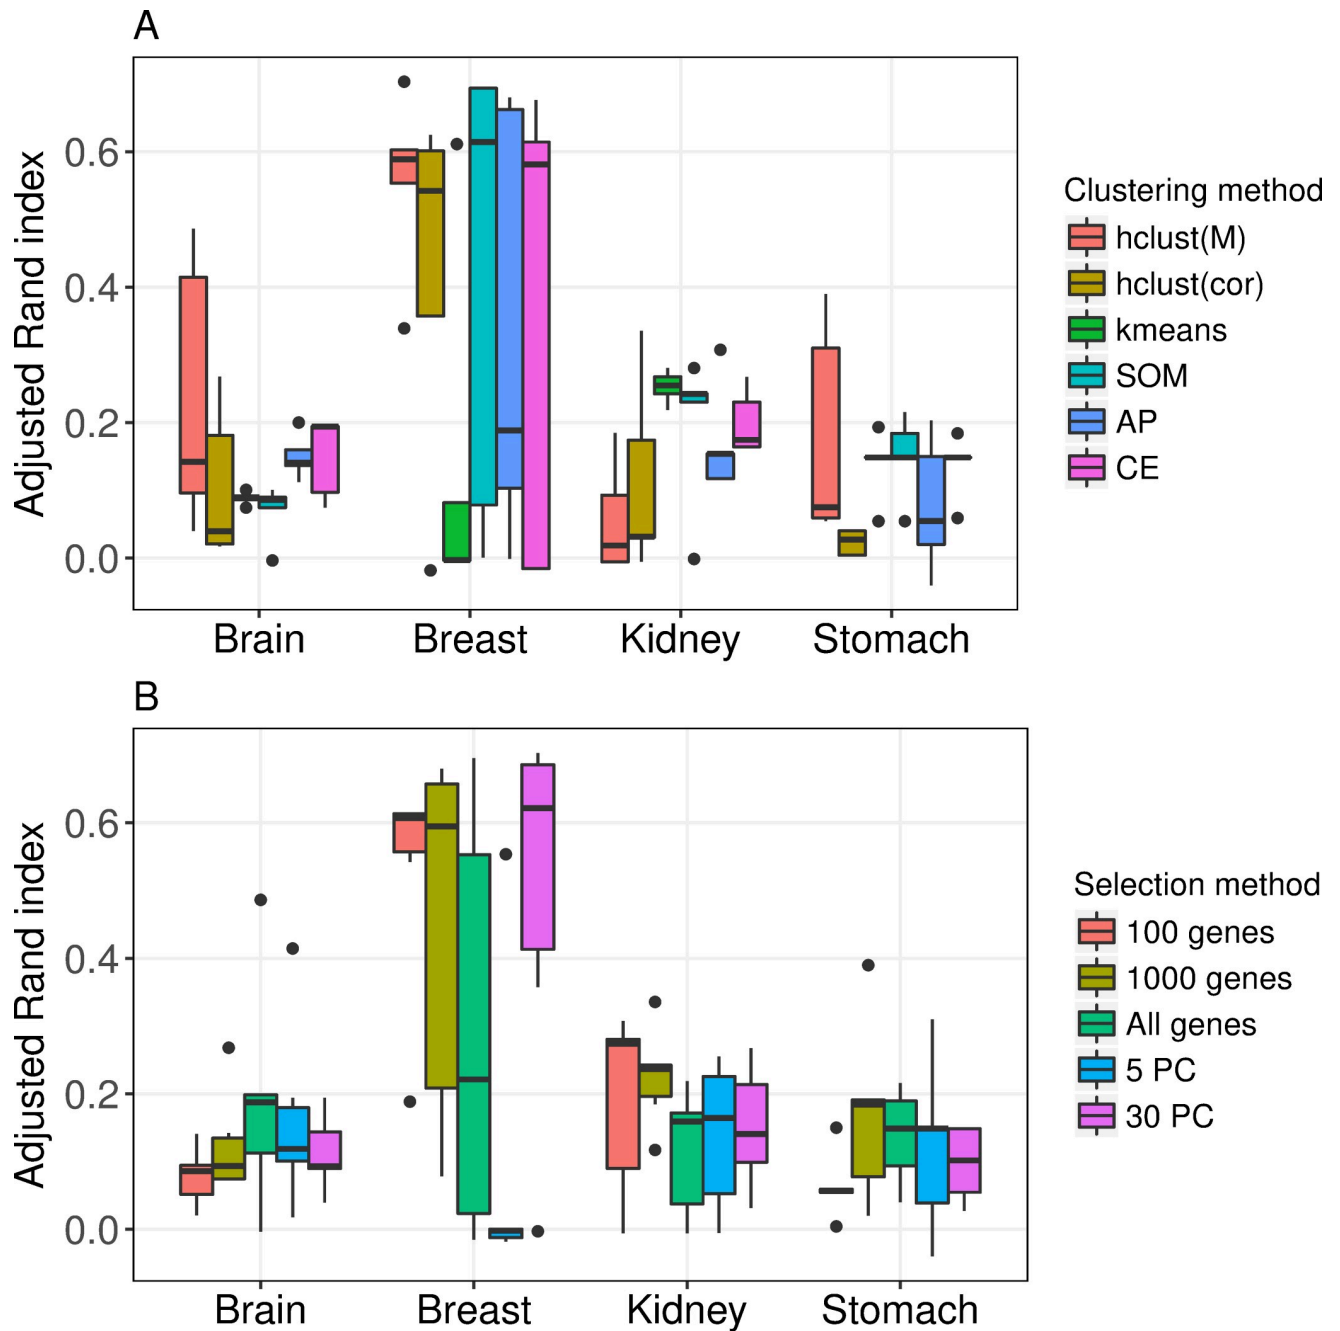 A
Adjusted Rand index
0.6
0.4
0.2
0.0
Brain Breast Kidney Stomach
Clustering method
hclust(M)
hclust(cor)
kmeans
SOM
AP
CE
B
Adjusted Rand index
0.6
0.4
0.2
0.0
Brain Breast Kidney Stomach
Selection method
100 genes
1000 genes
All genes
5 PC
30 PC